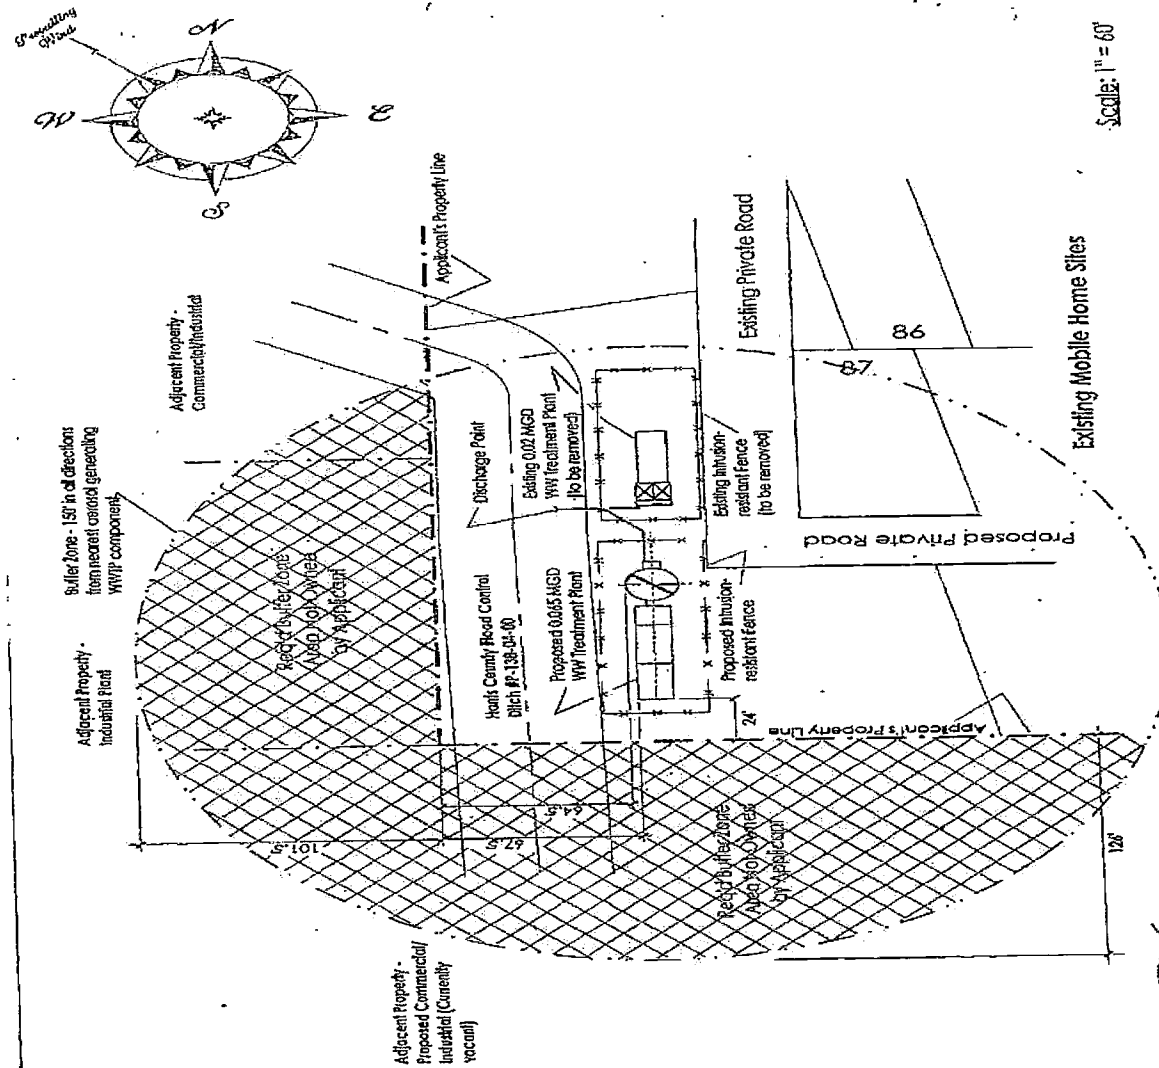 Prevailing
Wind
N
W
E
S
Scale: 1" = 60'
Applicant's Property Line
Adjacent Property -
Commercial/Industrial
Buffer Zone - 150' in all directions
from nearest aerosol generating
WWTP component
Adjacent Property -
Industrial Plant
Req'd Buffer Zone
Area Not Owned
by Applicant
Discharge Point
Existing 0.02 MGD
WW Treatment Plant
(to be removed)
Existing Private Road
86
87
Existing Mobile Home Sites
Harris County Flood Control
Ditch #P-138-01-00
Proposed 0.065 MGD
WW Treatment Plant
Existing Intrusion-
resistant Fence
(to be removed)
Proposed Private Road
Proposed Intrusion-
resistant Fence
24'
Applicant's Property Line
101.5
67.5
64.5
Req'd Buffer Zone
Area Not Owned
by Applicant
126'
Adjacent Property -
Proposed Commercial/
Industrial (Currently
vacant)